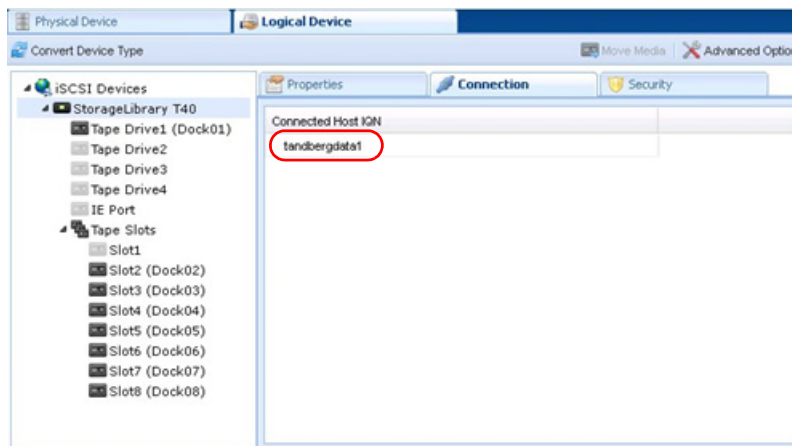 Physical Device
Logical Device
Convert Device Type
Move Media
Advanced Optio
iSCSI Devices
StorageLibrary T40
Tape Drive1 (Dock01)
Tape Drive2
Tape Drive3
Tape Drive4
IE Port
Tape Slots
Slot1
Slot2 (Dock02)
Slot3 (Dock03)
Slot4 (Dock04)
Slot5 (Dock05)
Slot6 (Dock06)
Slot7 (Dock07)
Slot8 (Dock08)
Properties
Connection
Security
Connected Host IQN
tandbergdata1